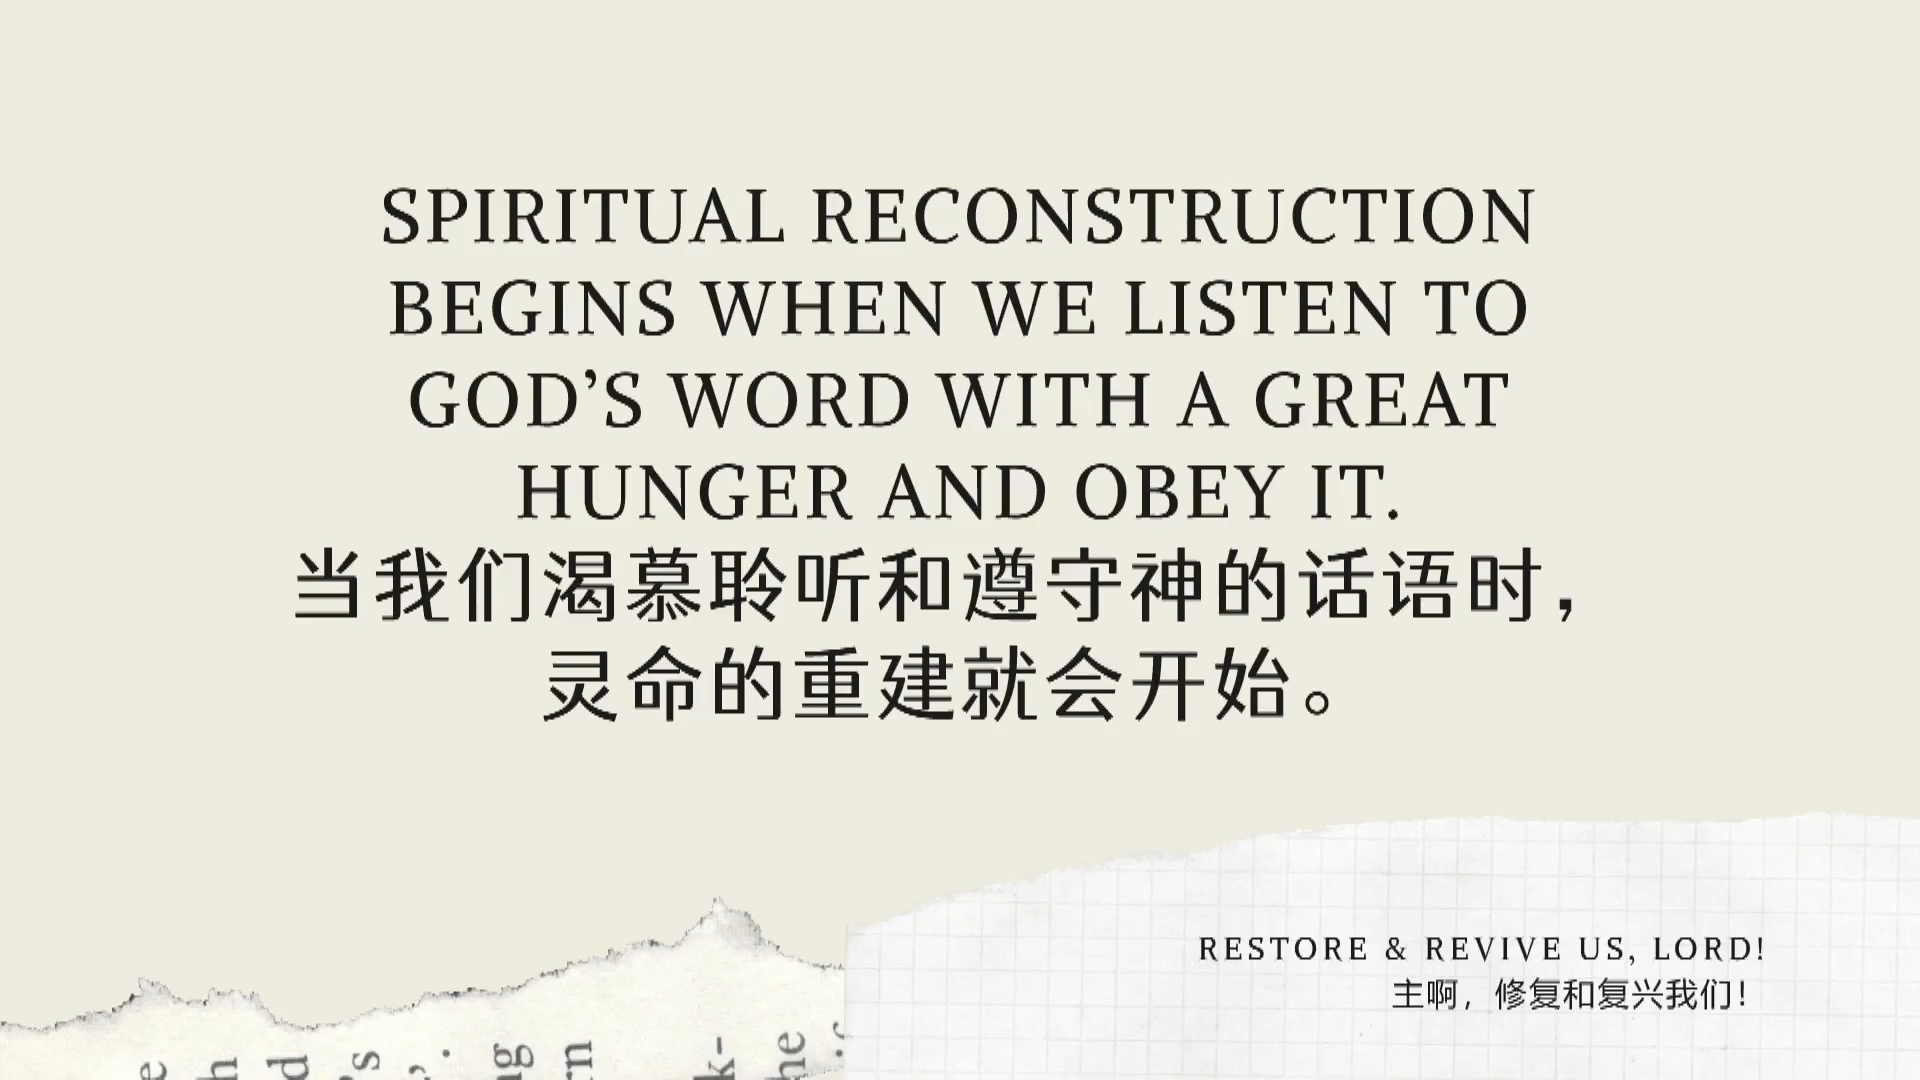 SPIRITUAL RECONSTRUCTION
BEGINS WHEN WE LISTEN TO
GOD’S WORD WITH A GREAT
HUNGER AND OBEY IT.
当我们渴慕聆听和遵守神的话语时，
灵命的重建就会开始。
RESTORE & REVIVE US, LORD!
主啊，修复和复兴我们！